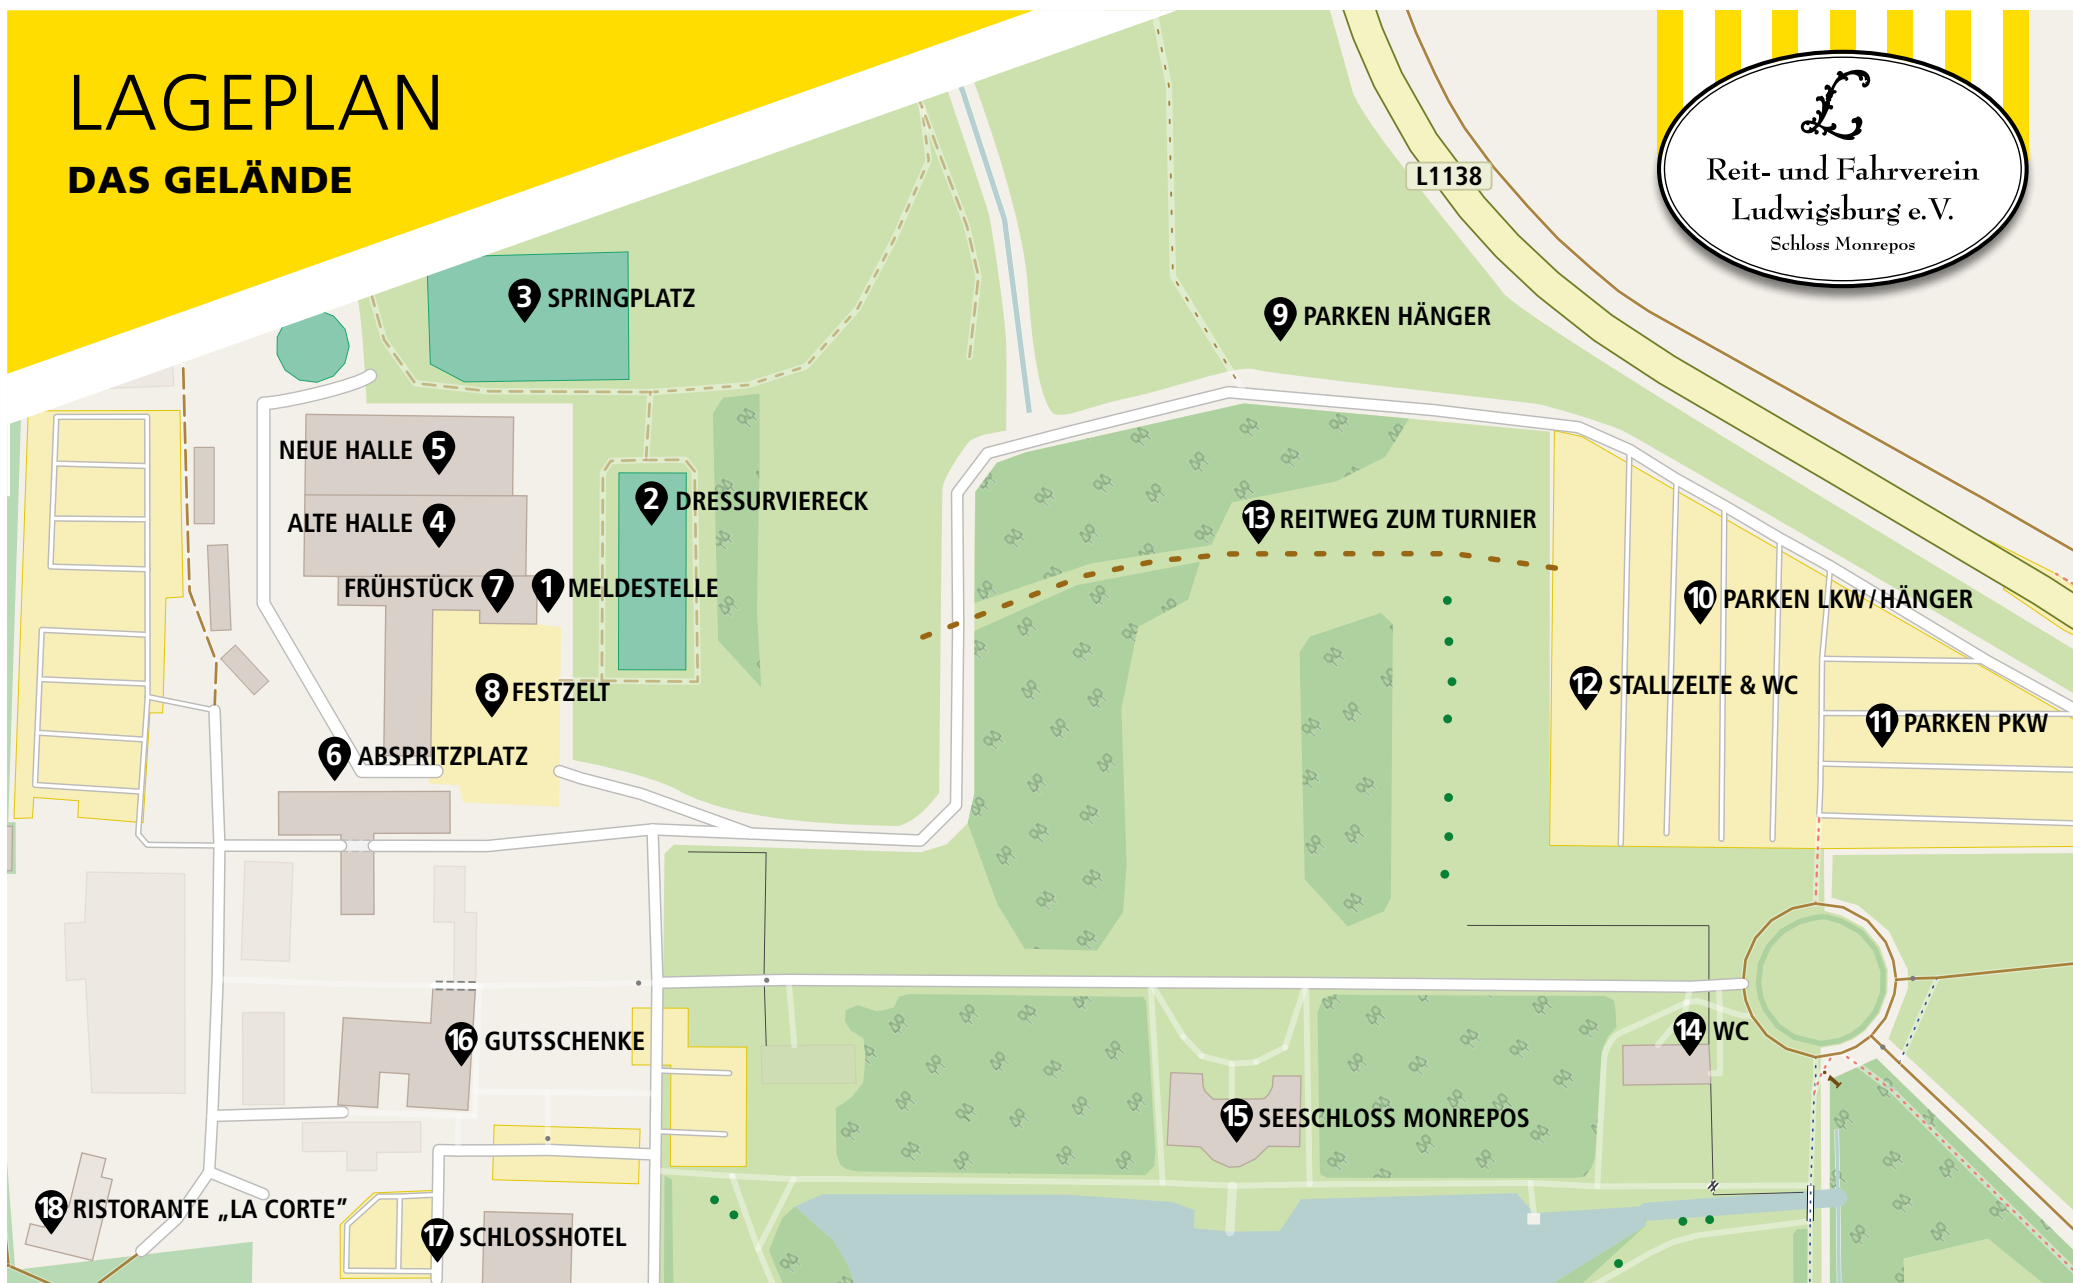 LAGEPLAN
DAS GELÄNDE
L
Reit- und Fahrverein
Ludwigsburg e.V.
Schloss Monrepos
L1138
3 SPRINGPLATZ
9 PARKEN HÄNGER
NEUE HALLE 5
2 DRESSURVIERECK
ALTE HALLE 4
13 REITWEG ZUM TURNIER
FRÜHSTÜCK 7
1 MELDESTELLE
10 PARKEN LKW/HÄNGER
8 FESTZELT
12 STALLZELTE & WC
11 PARKEN PKW
6 ABSPRITZPLATZ
16 GUTSSCHENKE
14 WC
1
15 SEESCHLOSS MONREPOS
18 RISTORANTE „LA CORTE"
17 SCHLOSSHOTEL